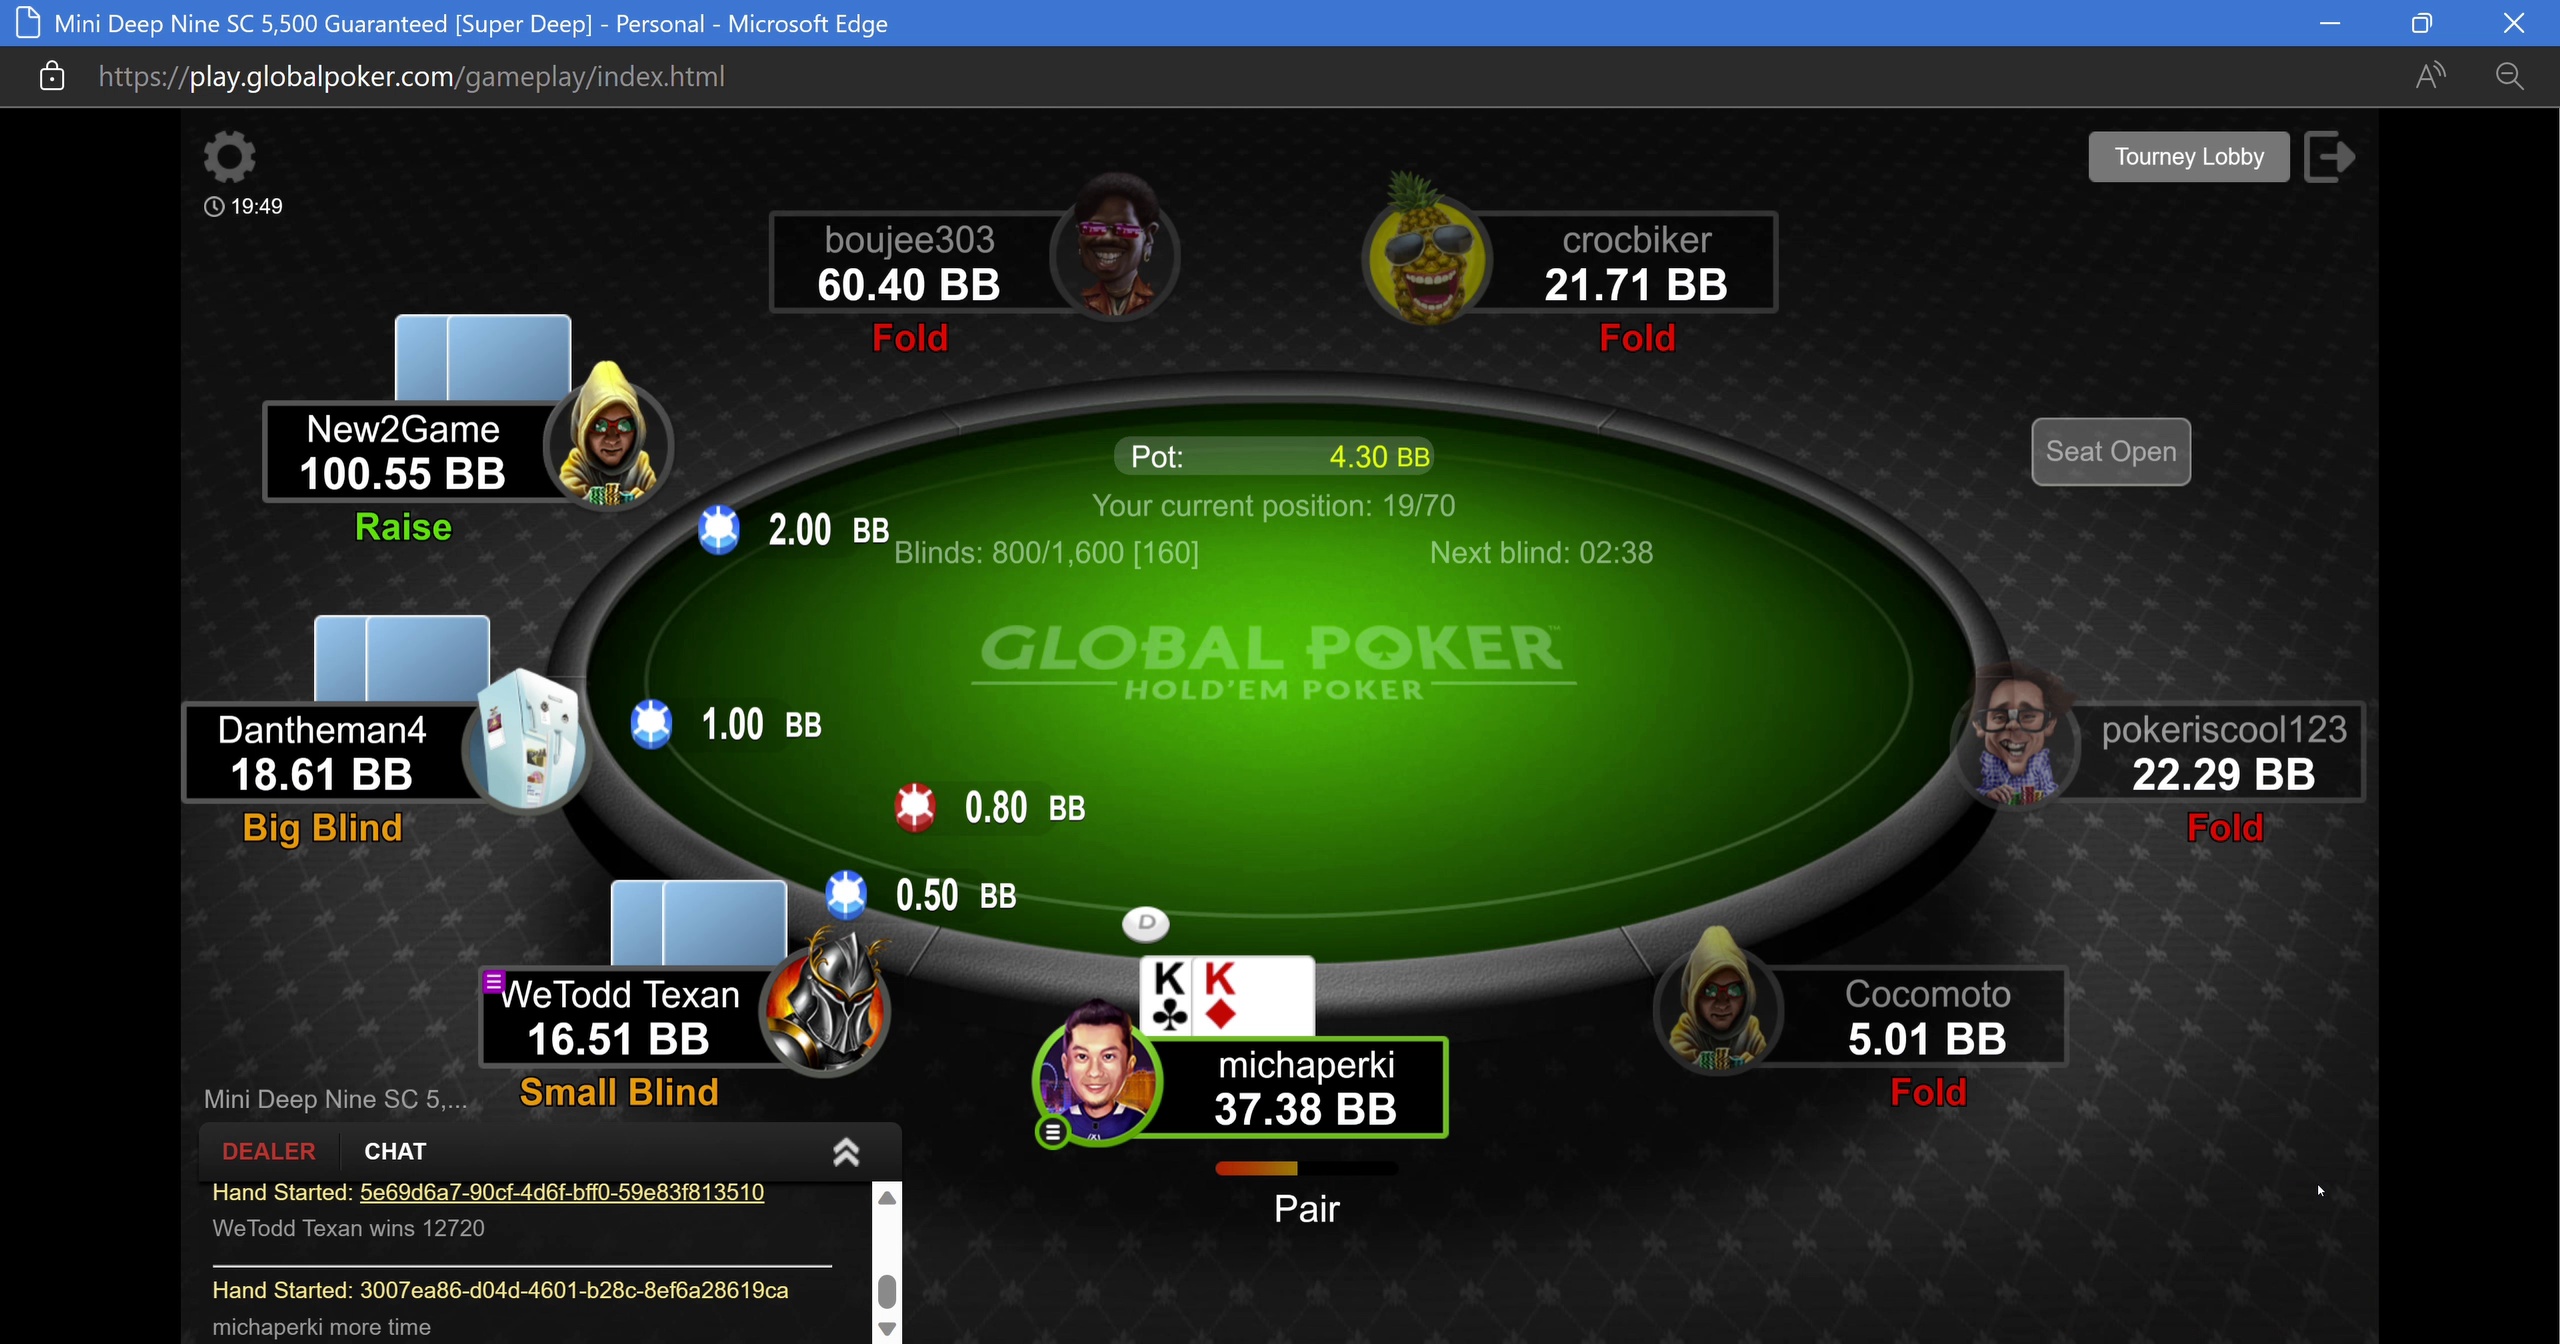 Mini Deep Nine SC 5,500 Guaranteed [Super Deep] - Personal - Microsoft Edge
https://play.globalpoker.com/gameplay/index.html
19:49
Tourney Lobby
boujee303
60.40 BB
Fold
crocbiker
21.71 BB
Fold
New2Game
100.55 BB
Raise
2.00 BB
Pot: 4.30 BB
Your current position: 19/70
Blinds: 800/1,600 [160] Next blind: 02:38
Seat Open
GLOBAL POKER™
HOLD'EM POKER
Dantheman4
18.61 BB
Big Blind
1.00 BB
0.80 BB
pokeriscool123
22.29 BB
Fold
0.50 BB
D
WeTodd Texan
16.51 BB
Small Blind
K K
michaperki
37.38 BB
Pair
Cocomoto
5.01 BB
Fold
Mini Deep Nine SC 5,...
DEALER CHAT
Hand Started: 5e69d6a7-90cf-4d6f-bff0-59e83f813510
WeTodd Texan wins 12720
Hand Started: 3007ea86-d04d-4601-b28c-8ef6a28619ca
michaperki more time